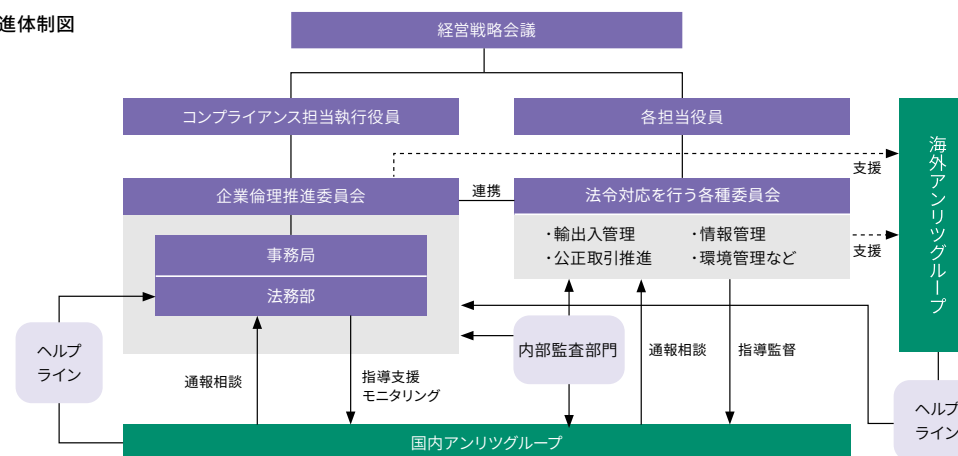 進体制図
経営戦略会議
コンプライアンス担当執行役員
各担当役員
海外アンリツグループ
支援
企業倫理推進委員会
連携
法令対応を行う各種委員会
・輸出入管理
・情報管理
・公正取引推進
・環境管理など
支援
事務局
法務部
ヘルプ
ライン
内部監査部門
通報相談
指導支援
モニタリング
通報相談
指導監督
ヘルプ
ライン
国内アンリツグループ